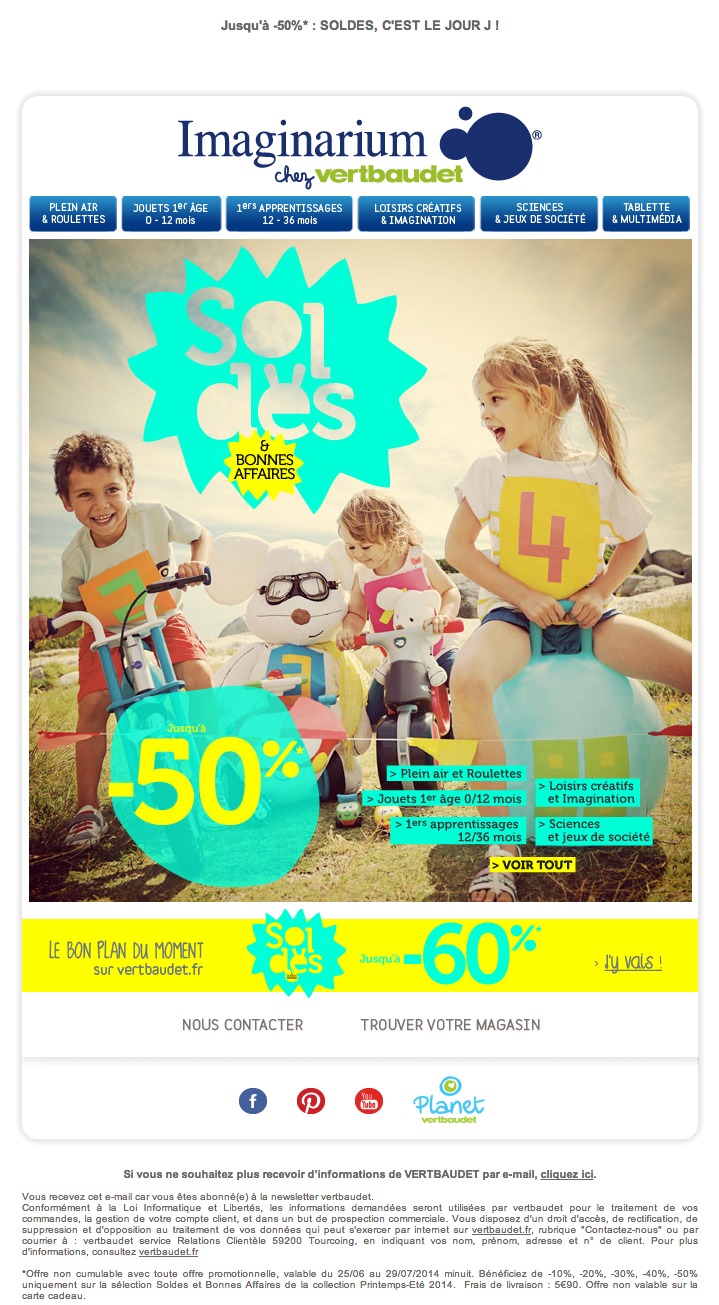 Jusqu'à -50%* : SOLDES, C'EST LE JOUR J !
Imaginarium ®
chez vertbaudet
PLEIN AIR
& ROULETTES
JOUETS 1er ÂGE
0 - 12 mois
1ers APPRENTISSAGES
12 - 36 mois
LOISIRS CRÉATIFS
& IMAGINATION
SCIENCES
& JEUX DE SOCIÉTÉ
TABLETTE
& MULTIMÉDIA
Sol
des
&
BONNES
AFFAIRES
4
3
Jusqu'à
-50%*
> Plein air et Roulettes
> Jouets 1er âge 0/12 mois
> 1ers apprentissages
12/36 mois
> Loisirs créatifs
et Imagination
> Sciences
et jeux de société
> VOIR TOUT
LE BON PLAN DU MOMENT
sur vertbaudet.fr
Sol
des
Jusqu'à -60%*
> J'y vais !
NOUS CONTACTER
TROUVER VOTRE MAGASIN
f
You
Tube
Planet
vertbaudet
Si vous ne souhaitez plus recevoir d'informations de VERTBAUDET par e-mail, cliquez ici.
Vous recevez cet e-mail car vous êtes abonné(e) à la newsletter vertbaudet.
Conformément à la Loi Informatique et Libertés, les informations demandées seront utilisées par vertbaudet pour le traitement de vos
commandes, la gestion de votre compte client, et dans un but de prospection commerciale. Vous disposez d'un droit d'accès, de rectification, de
suppression et d'opposition au traitement de vos données qui peut s'exercer par internet sur vertbaudet.fr, rubrique "Contactez-nous" ou par
courrier à : vertbaudet service Relations Clientèle 59200 Tourcoing, en indiquant vos nom, prénom, adresse et n° de client. Pour plus
d'informations, consultez vertbaudet.fr
*Offre non cumulable avec toute offre promotionnelle, valable du 25/06 au 29/07/2014 minuit. Bénéficiez de -10%, -20%, -30%, -40%, -50%
uniquement sur la sélection Soldes et Bonnes Affaires de la collection Printemps-Eté 2014. Frais de livraison : 5€90. Offre non valable sur la
carte cadeau.